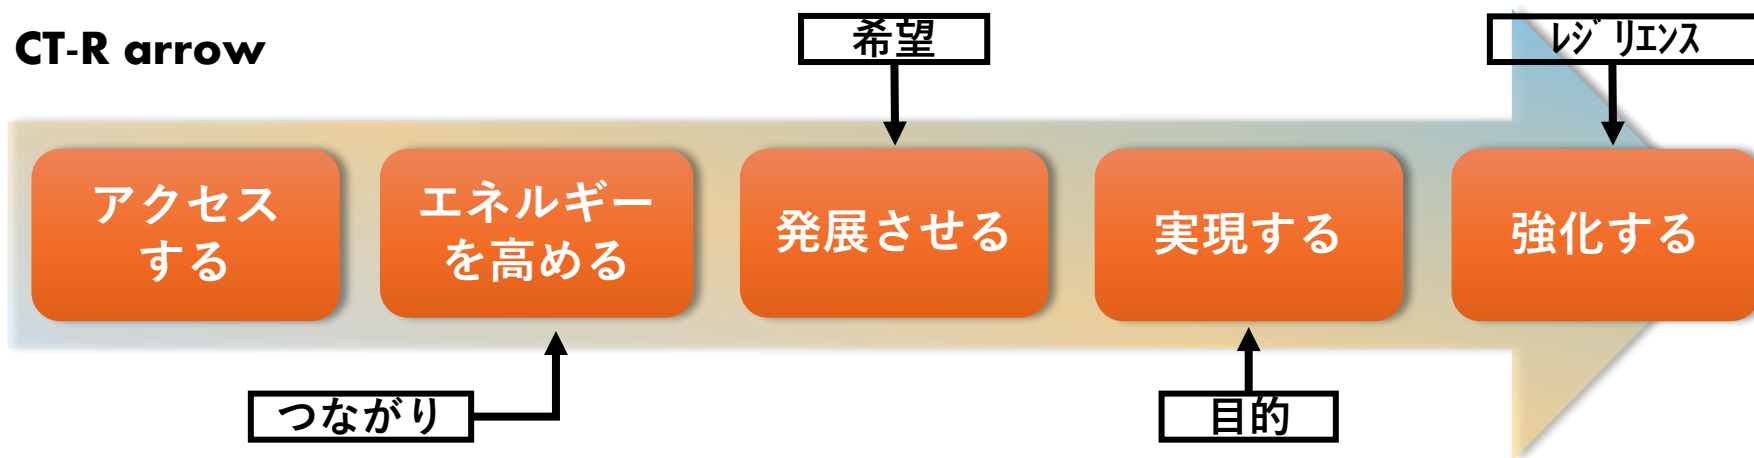 CT-R arrow
希望
ﾚｼﾞﾘｴﾝｽ
アクセス
する
エネルギー
を高める
発展させる
実現する
強化する
つながり
目的